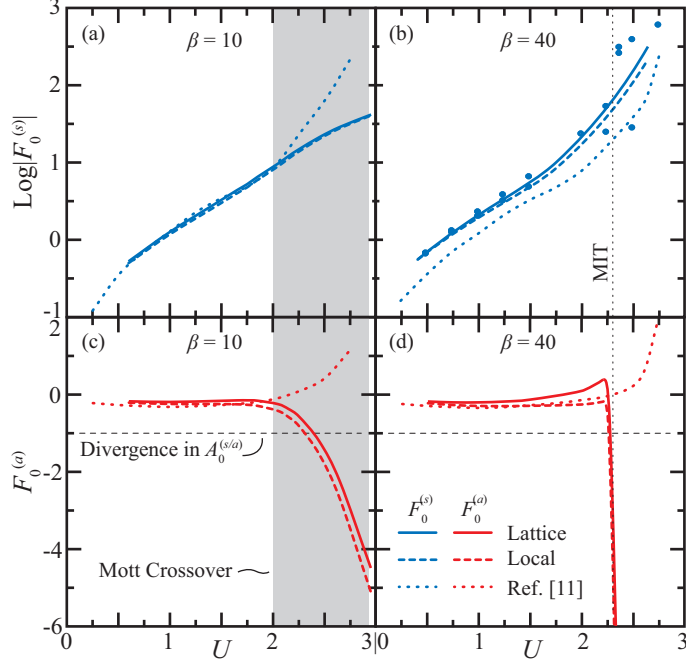 3
(a)
β = 10
(b)
β = 40
2
1
0
-1
Log|F₀⁽ˢ⁾|
MIT
(c)
β = 10
(d)
β = 40
0
Divergence in A₀⁽ˢᐟᵃ⁾
-2
-4
-6
F₀⁽ᵃ⁾
Mott Crossover
F₀⁽ˢ⁾ F₀⁽ᵃ⁾
Lattice
Local
Ref. [11]
0 1 2 3 0 1 2 3
U U